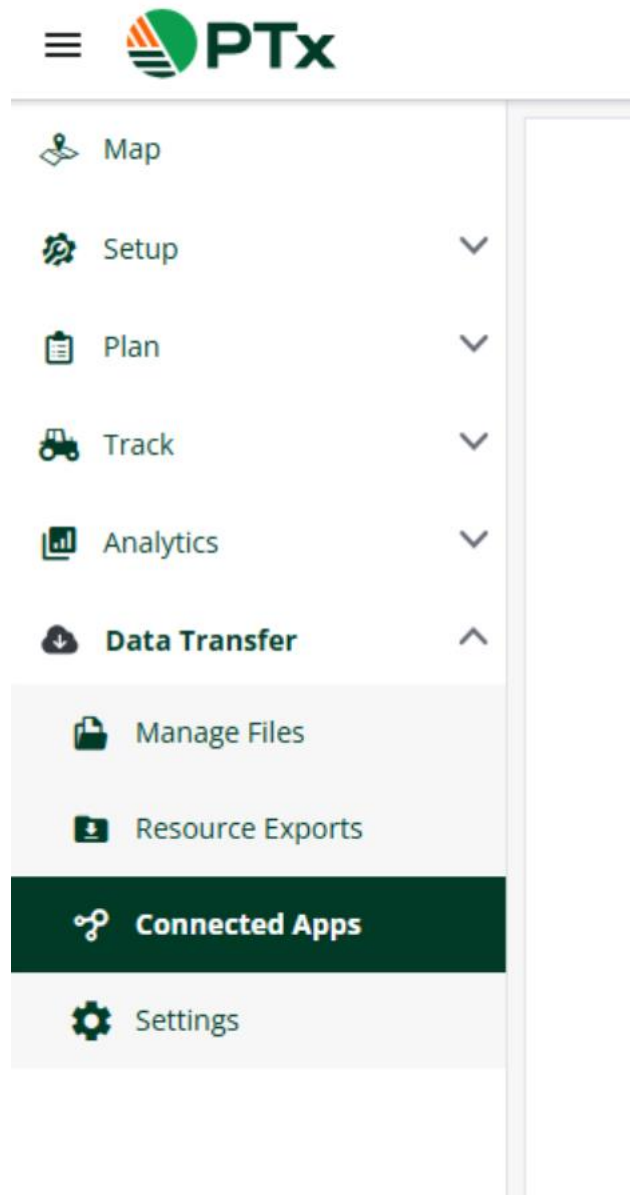 PTx
Map
Setup
Plan
Track
Analytics
Data Transfer
Manage Files
Resource Exports
Connected Apps
Settings